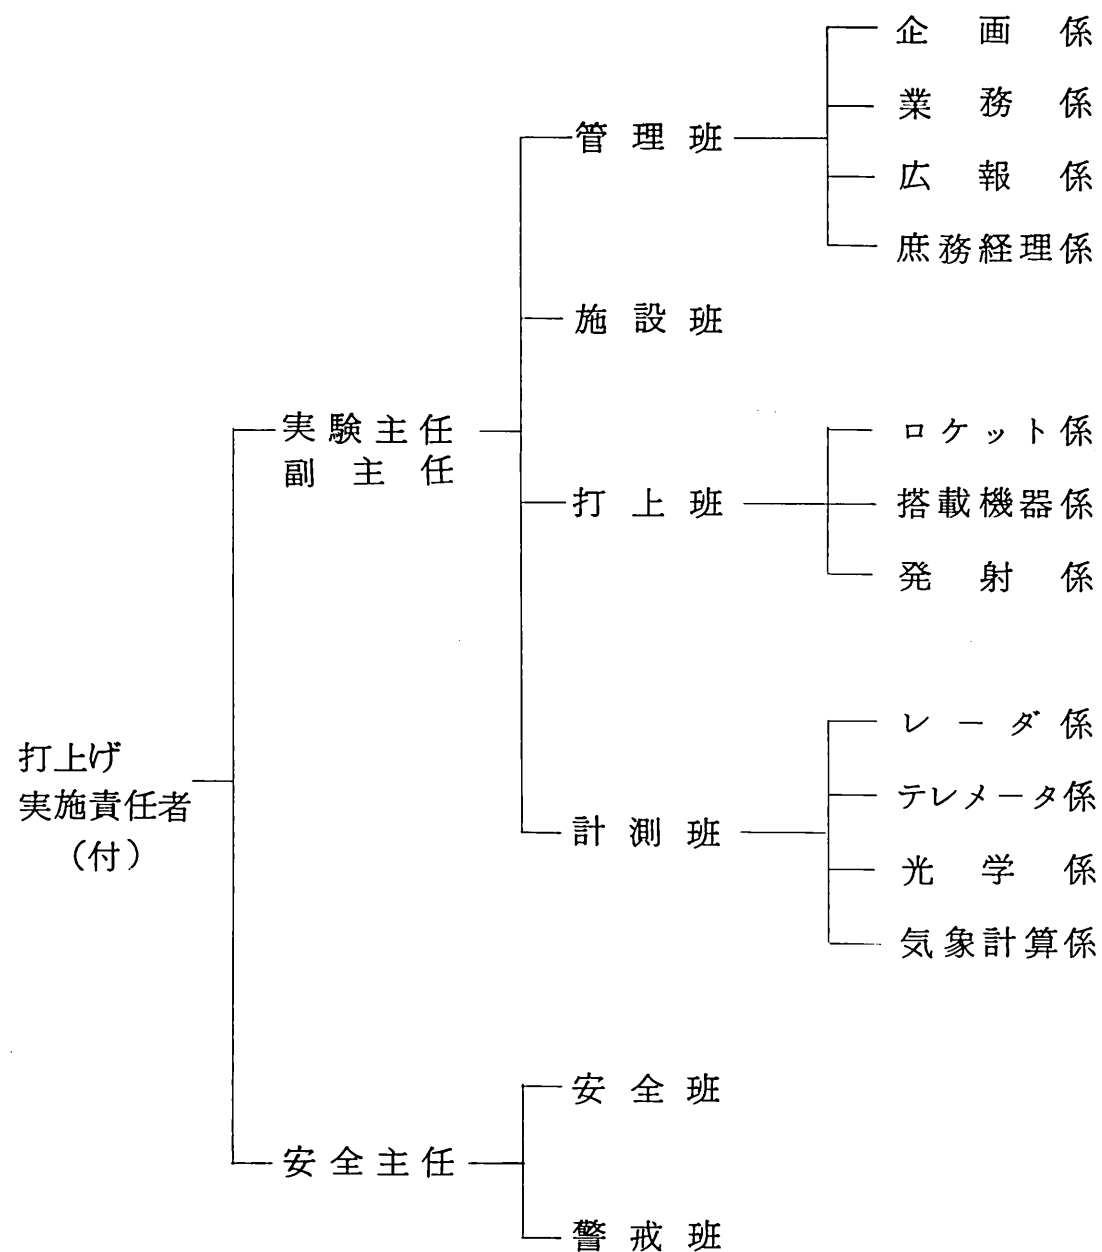 企画係
業務係
管理班
広報係
庶務経理係
施設班
実験主任
副主任
ロケット係
打上班
搭載機器係
発射係
打上げ
実施責任者
(付)
レーダ係
テレメータ係
計測班
光学係
気象計算係
安全班
安全主任
警戒班